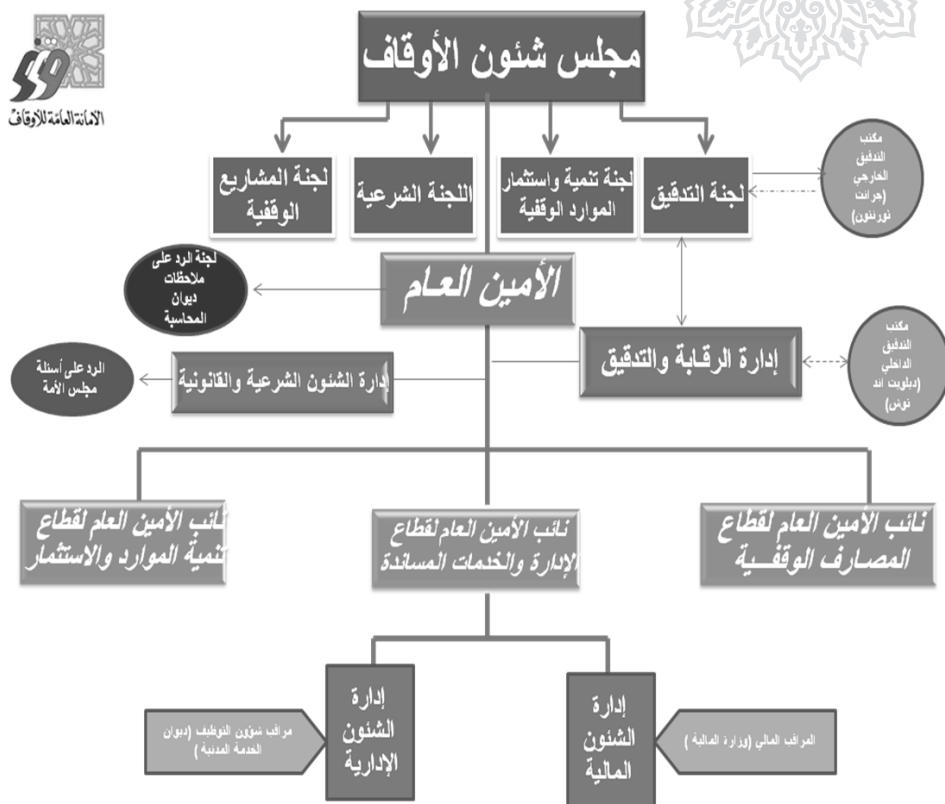 الأمانة العامة للأوقاف
مجلس شئون الأوقاف
مكتب
التدقيق
الخارجي
(جرانت
ثورنتون)
لجنة التدقيق
لجنة تنمية واستثمار
الموارد الوقفية
اللجنة الشرعية
لجنة المشاريع
الوقفية
الأمين العام
لجنة الرد على
ملاحظات
ديوان
المحاسبة
مكتب
التدقيق
الداخلي
(ديلويت اند
توش)
إدارة الرقابة والتدقيق
إدارة الشئون الشرعية والقانونية
الرد على أسئلة
مجلس الأمة
نائب الأمين العام لقطاع
المصارف الوقفـــية
نائب الأمين العام لقطاع
الإدارة والخدمات المساندة
نائب الأمين العام لقطاع
تنمية الموارد والاستثمار
إدارة
الشئون
المالية
المراقب المالي (وزارة المالية )
إدارة
الشئون
الإدارية
مراقب شؤون التوظيف (ديوان
الخدمة المدنية )